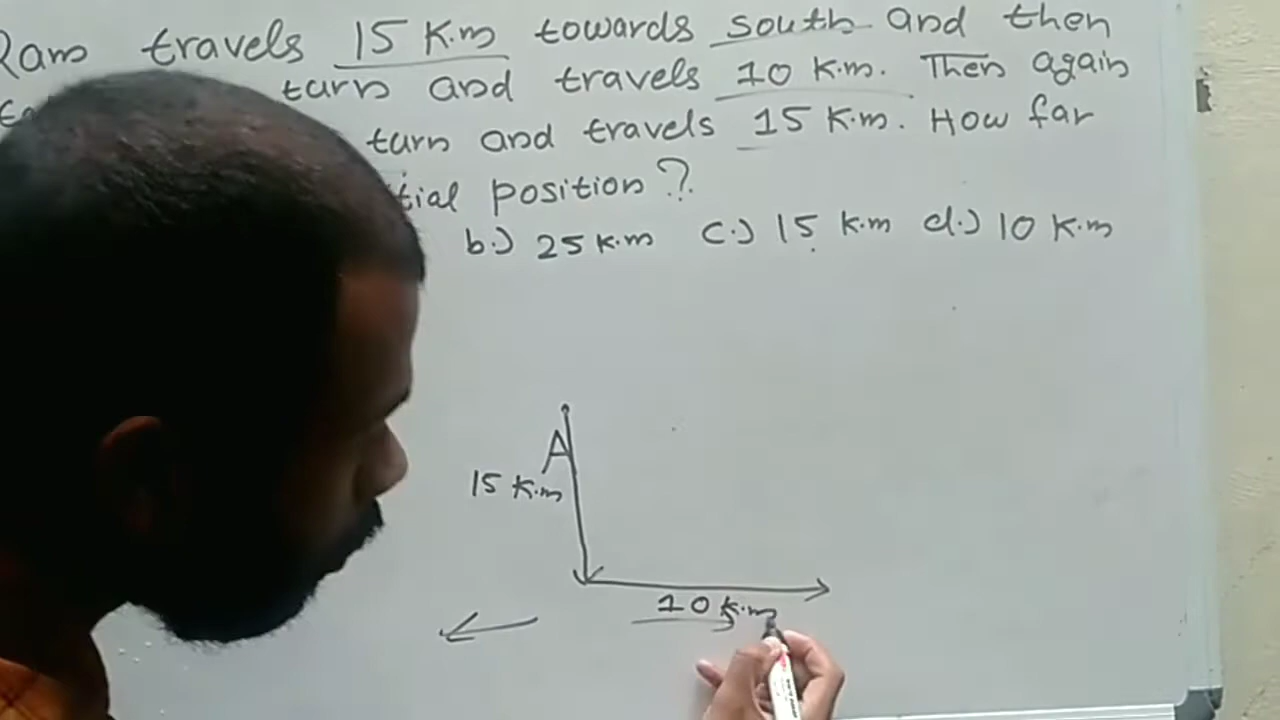 Ram travels 15 K.m towards south and then
turn and travels 10 K.m. Then again
turn and travels 15 K.m. How far
tial position?
b.) 25 K.m c.) 15 K.m d.) 10 K.m
A
15 K.m
10 K.m